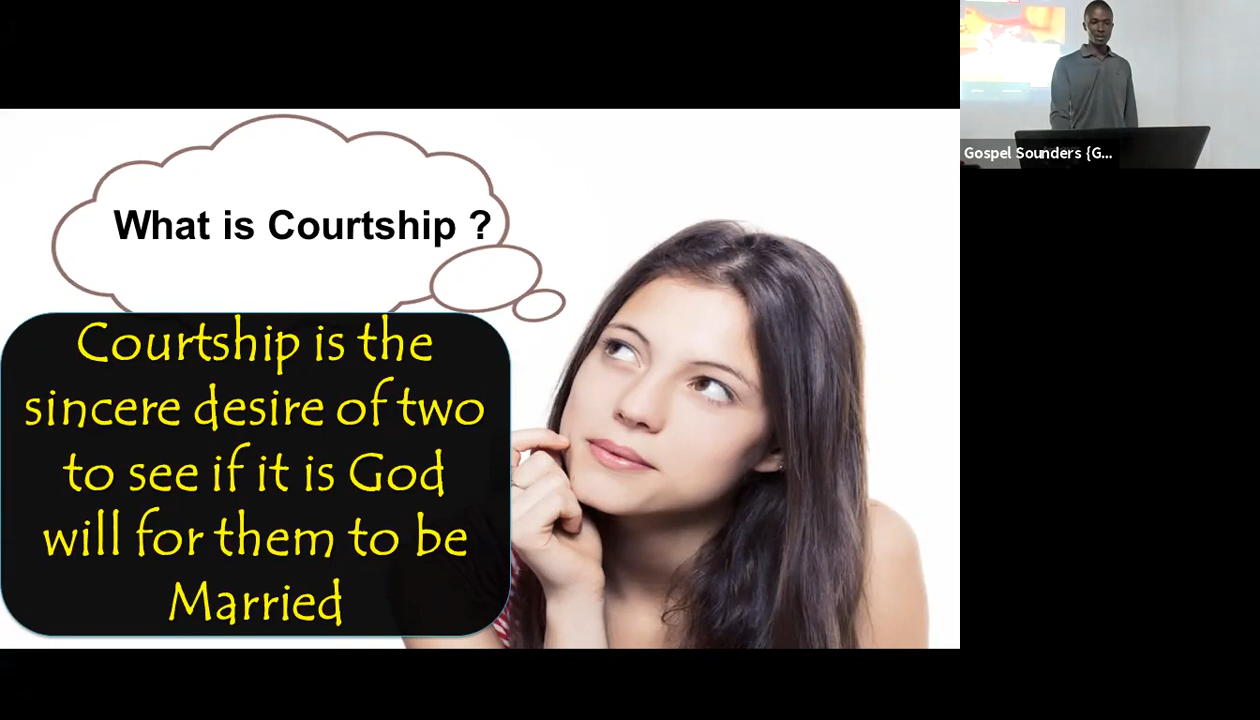 What is Courtship ?
Courtship is the
sincere desire of two
to see if it is God
will for them to be
Married
Gospel Sounders {G...